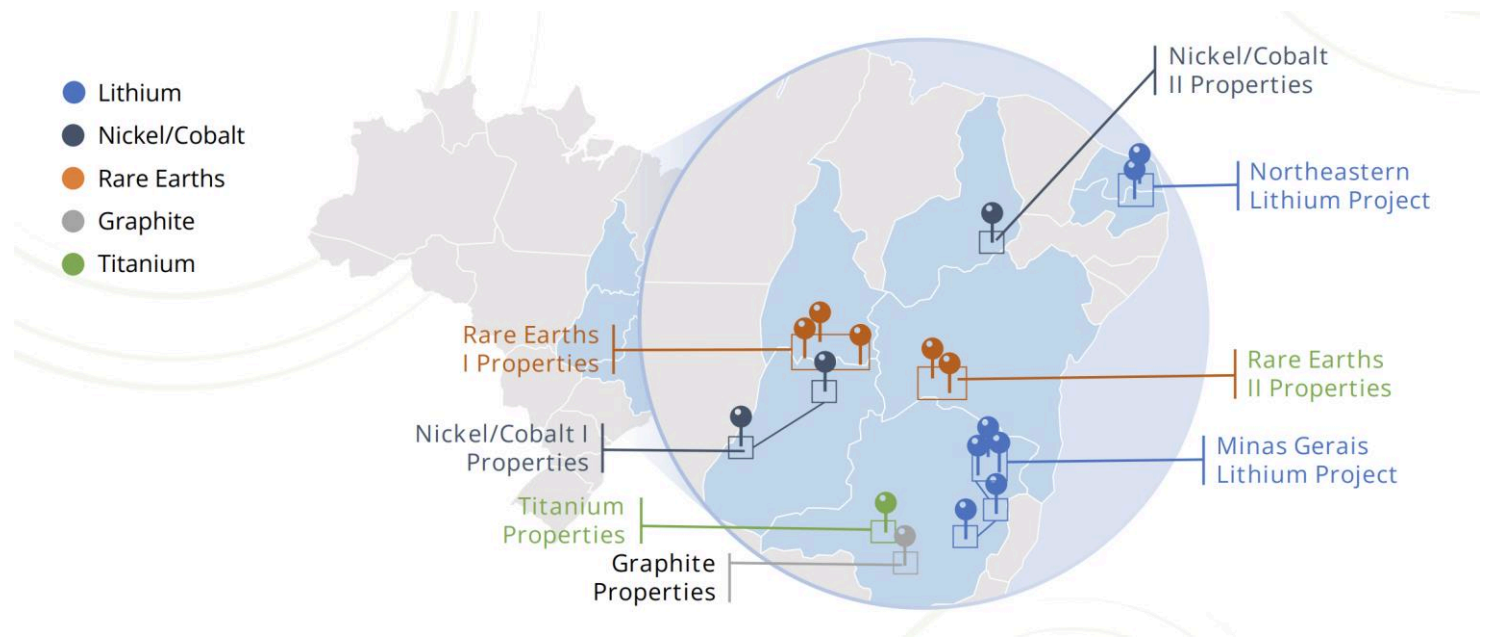 Lithium
Nickel/Cobalt
Rare Earths
Graphite
Titanium
Nickel/Cobalt
II Properties
Northeastern
Lithium Project
Rare Earths
I Properties
Rare Earths
II Properties
Nickel/Cobalt I
Properties
Minas Gerais
Lithium Project
Titanium
Properties
Graphite
Properties